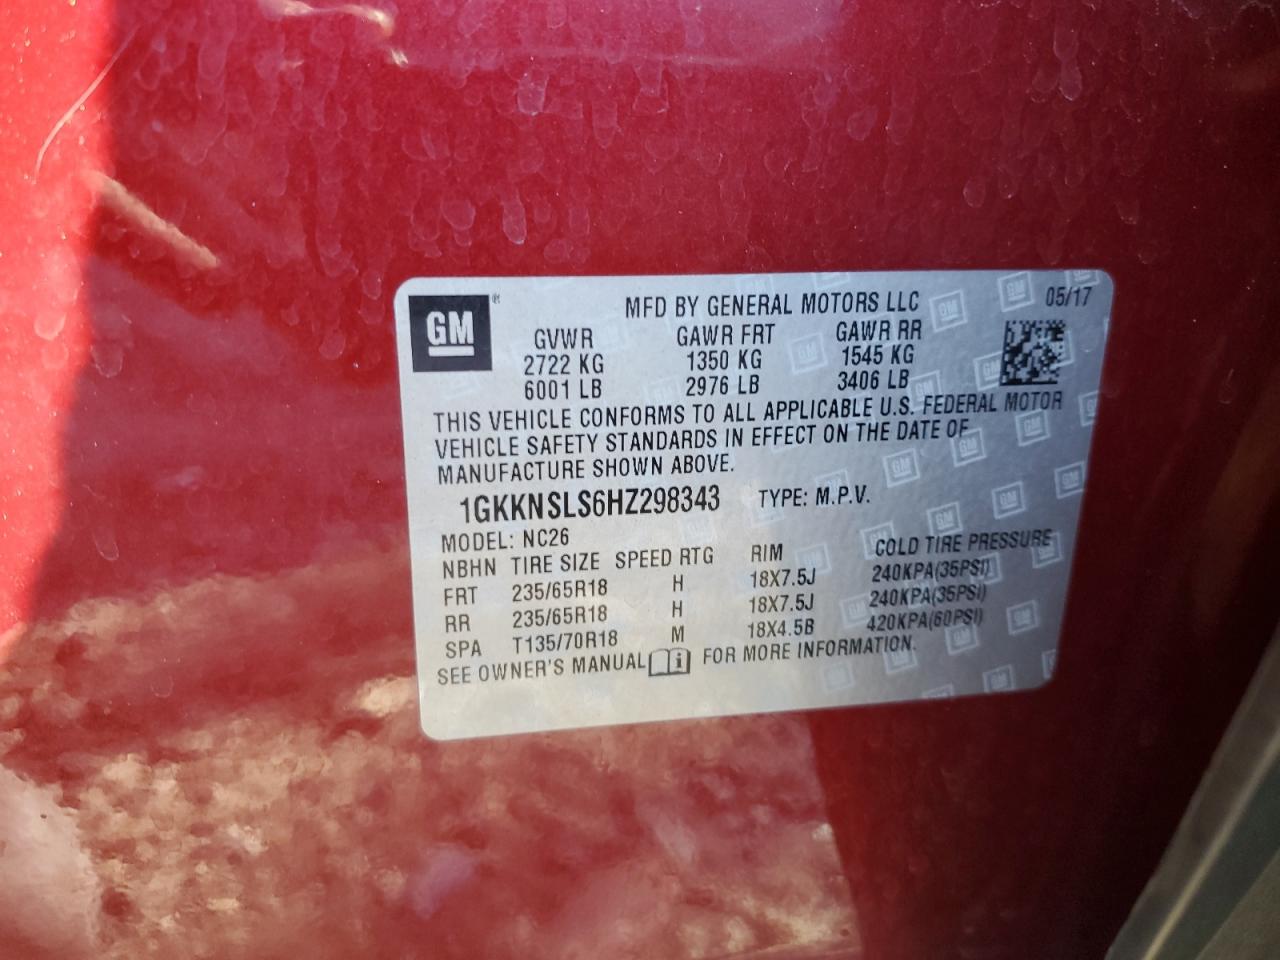 GM ®
MFD BY GENERAL MOTORS LLC 05/17
GVWR GAWR FRT GAWR RR
2722 KG 1350 KG 1545 KG
6001 LB 2976 LB 3406 LB
THIS VEHICLE CONFORMS TO ALL APPLICABLE U.S. FEDERAL MOTOR
VEHICLE SAFETY STANDARDS IN EFFECT ON THE DATE OF
MANUFACTURE SHOWN ABOVE.
1GKKNSLS6HZ298343 TYPE: M.P.V.
MODEL: NC26
NBHN TIRE SIZE SPEED RTG RIM COLD TIRE PRESSURE
FRT 235/65R18 H 18X7.5J 240KPA(35PSI)
RR 235/65R18 H 18X7.5J 240KPA(35PSI)
SPA T135/70R18 M 18X4.5B 420KPA(60PSI)
SEE OWNER'S MANUAL i FOR MORE INFORMATION.